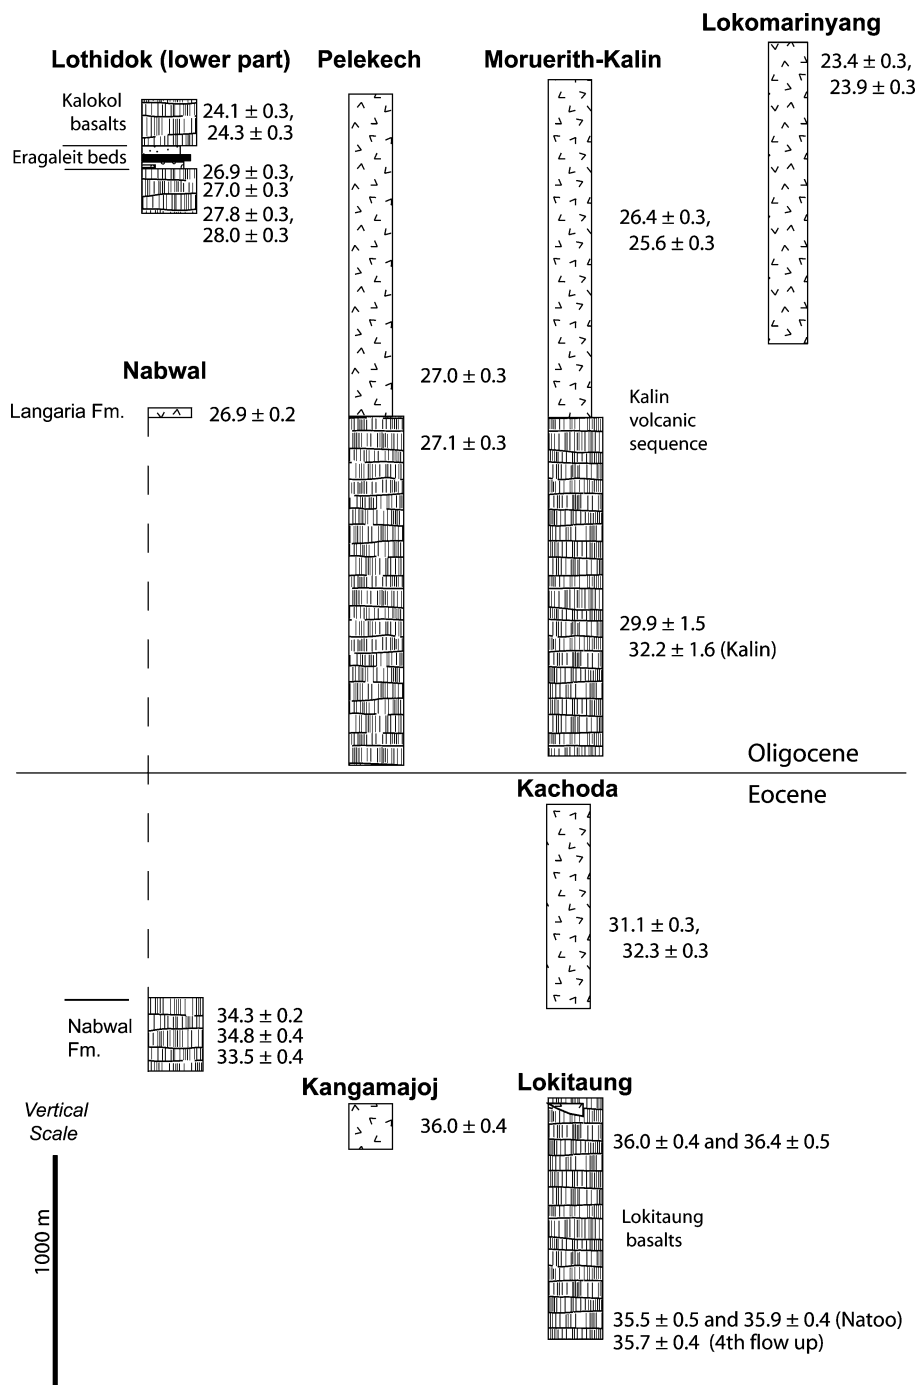 Lokomarinyang
23.4 ± 0.3,
23.9 ± 0.3
Lothidok (lower part)
Kalokol
basalts
24.1 ± 0.3,
24.3 ± 0.3
Eragaleit beds
26.9 ± 0.3,
27.0 ± 0.3
27.8 ± 0.3,
28.0 ± 0.3
Pelekech
27.0 ± 0.3
27.1 ± 0.3
Moruerith-Kalin
26.4 ± 0.3,
25.6 ± 0.3
Kalin
volcanic
sequence
29.9 ± 1.5
32.2 ± 1.6 (Kalin)
Nabwal
Langaria Fm.
26.9 ± 0.2
Oligocene
Eocene
Kachoda
31.1 ± 0.3,
32.3 ± 0.3
Nabwal
Fm.
34.3 ± 0.2
34.8 ± 0.4
33.5 ± 0.4
Kangamajoj
36.0 ± 0.4
Lokitaung
36.0 ± 0.4 and 36.4 ± 0.5
Lokitaung
basalts
35.5 ± 0.5 and 35.9 ± 0.4 (Natoo)
35.7 ± 0.4 (4th flow up)
Vertical
Scale
1000 m